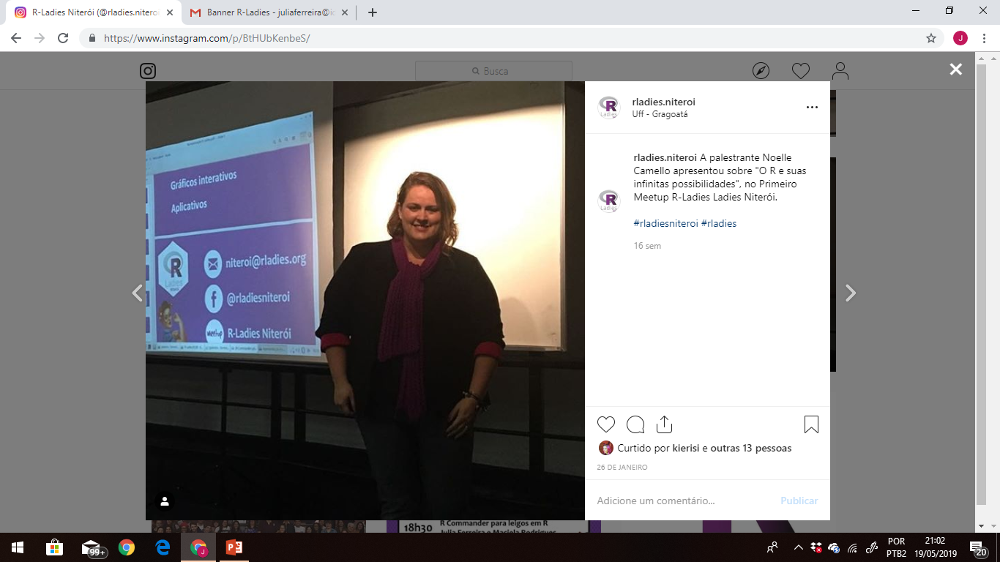 R-Ladies Niterói (@rladies.niteroi
Banner R-Ladies - juliaferreira@id
https://www.instagram.com/p/BtHUbKenbeS/
J
Busca
Gráficos interativos
Aplicativos
R
Ladies
niteroi@rladies.org
f
@rladiesniteroi
meetup
R-Ladies Niterói
rladies.niteroi
Uff - Gragoatá
rladies.niteroi A palestrante Noelle
Camello apresentou sobre "O R e suas
infinitas possibilidades", no Primeiro
Meetup R-Ladies Ladies Niterói.
#rladiesniteroi #rladies
16 sem
Curtido por kierisi e outras 13 pessoas
26 DE JANEIRO
Adicione um comentário...
Publicar
18h30
R Commander para leigos em R
Julia Ferreira e Maciela Rodrigues
99+
POR
PTB2
21:02
19/05/2019
20